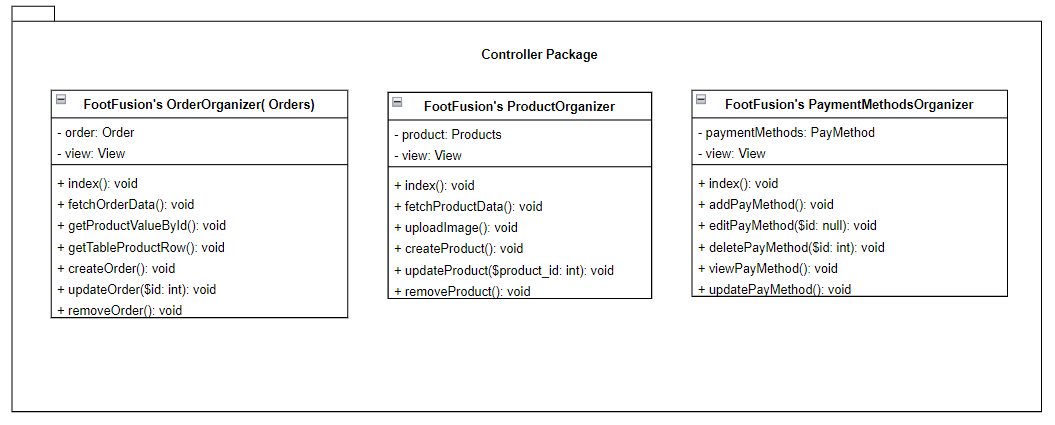 Controller Package
FootFusion's OrderOrganizer( Orders)
- order: Order
- view: View
+ index(): void
+ fetchOrderData(): void
+ getProductValueById(): void
+ getTableProductRow(): void
+ createOrder(): void
+ updateOrder($id: int): void
+ removeOrder(): void
FootFusion's ProductOrganizer
- product: Products
- view: View
+ index(): void
+ fetchProductData(): void
+ uploadImage(): void
+ createProduct(): void
+ updateProduct($product_id: int): void
+ removeProduct(): void
FootFusion's PaymentMethodsOrganizer
- paymentMethods: PayMethod
- view: View
+ index(): void
+ addPayMethod(): void
+ editPayMethod($id: null): void
+ deletePayMethod($id: int): void
+ viewPayMethod(): void
+ updatePayMethod(): void